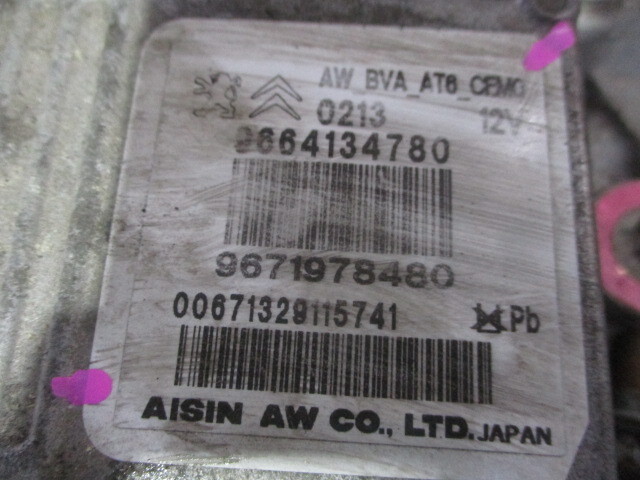 AW_BVA_AT6_CEMO
0213 12V
9664134780
9671978480
00671329115741 Pb
AISIN AW CO., LTD. JAPAN